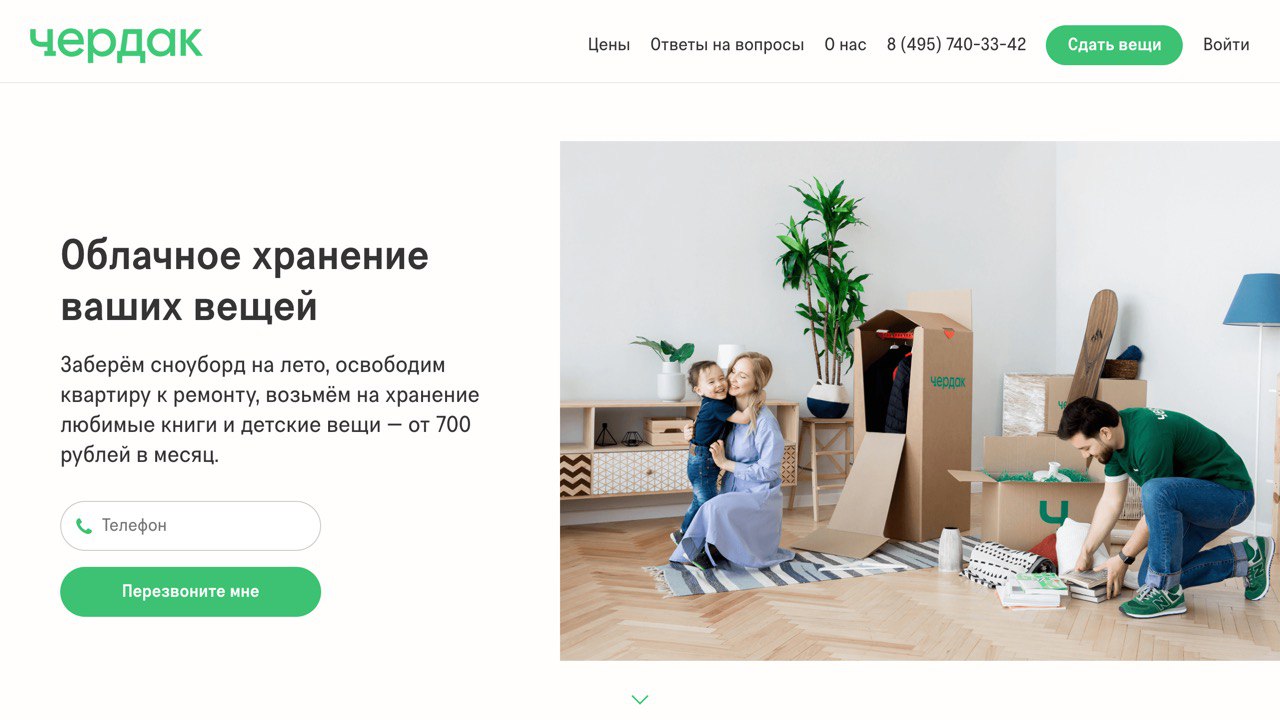 чердак
Цены
Ответы на вопросы
О нас
8 (495) 740-33-42
Сдать вещи
Войти
Облачное хранение
ваших вещей
Заберём сноуборд на лето, освободим
квартиру к ремонту, возьмём на хранение
любимые книги и детские вещи — от 700
рублей в месяц.
Телефон
Перезвоните мне
чердак
Ч